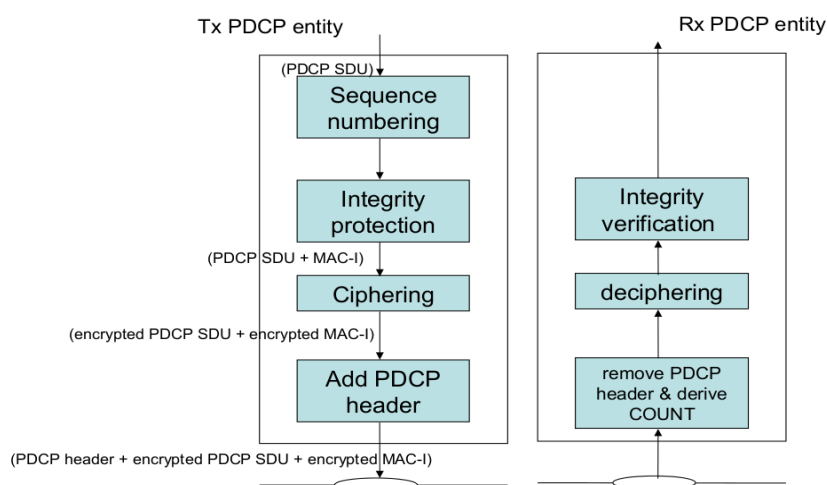 Tx PDCP entity
Rx PDCP entity
(PDCP SDU)
Sequence
numbering
Integrity
protection
(PDCP SDU + MAC-I)
Ciphering
(encrypted PDCP SDU + encrypted MAC-I)
Add PDCP
header
(PDCP header + encrypted PDCP SDU + encrypted MAC-I)
Integrity
verification
deciphering
remove PDCP
header & derive
COUNT